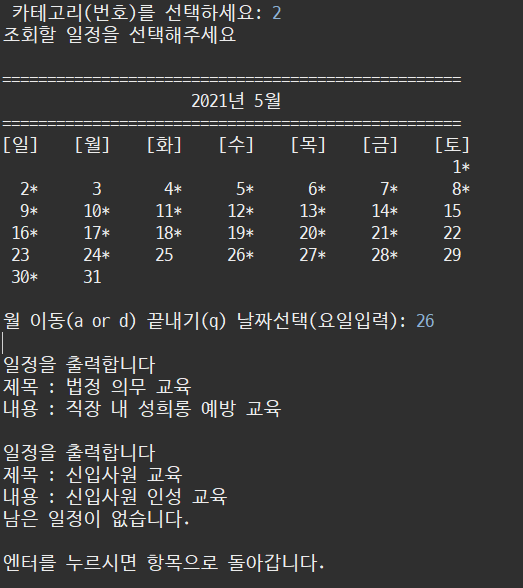 카테고리(번호)를 선택하세요: 2
조회할 일정을 선택해주세요
===================================================
2021년 5월
===================================================
[일] [월] [화] [수] [목] [금] [토]
1*
2* 3 4* 5* 6* 7* 8*
9* 10* 11* 12* 13* 14* 15
16* 17* 18* 19* 20* 21* 22
23 24* 25 26* 27* 28* 29
30* 31
월 이동(a or d) 끝내기(q) 날짜선택(요일입력): 26
일정을 출력합니다
제목 : 법정 의무 교육
내용 : 직장 내 성희롱 예방 교육
일정을 출력합니다
제목 : 신입사원 교육
내용 : 신입사원 인성 교육
남은 일정이 없습니다.
엔터를 누르시면 항목으로 돌아갑니다.